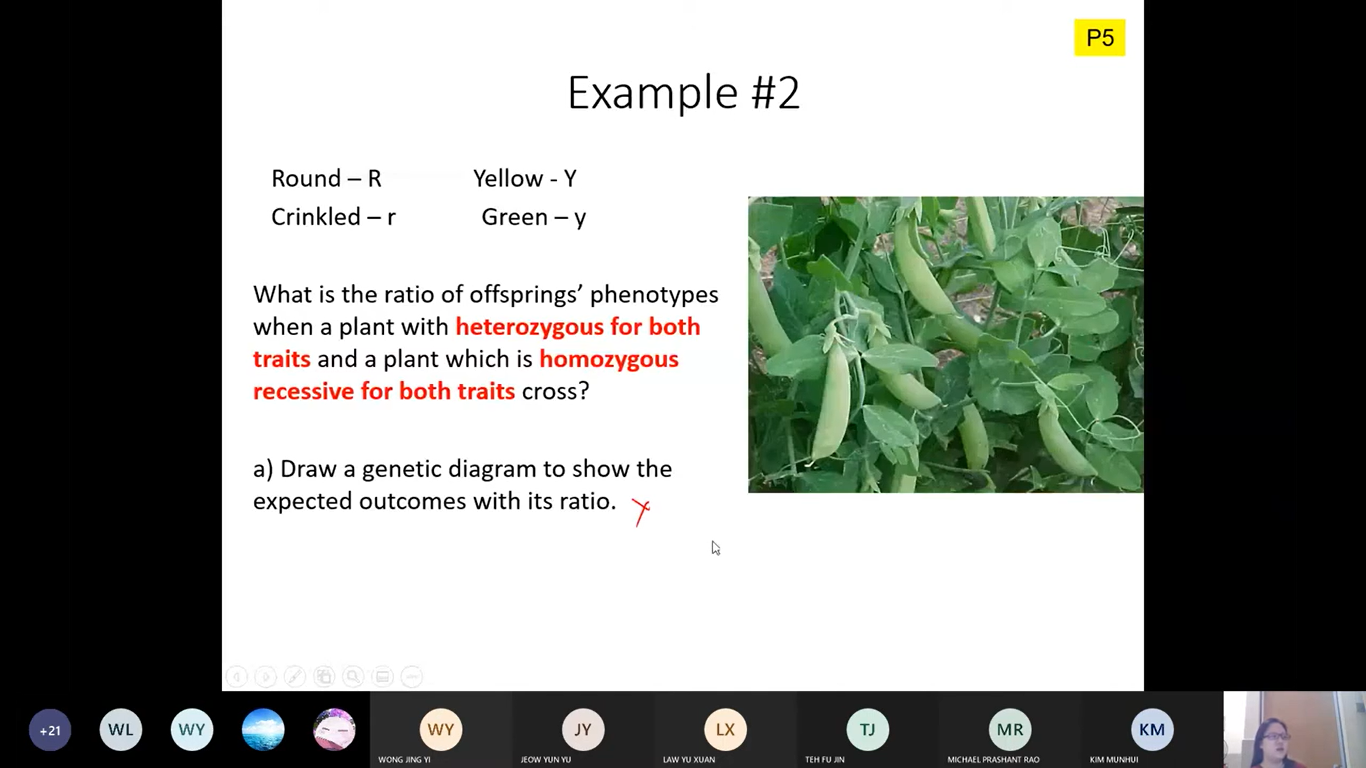 P5
Example #2
Round – R Yellow - Y
Crinkled – r Green – y
What is the ratio of offsprings’ phenotypes
when a plant with heterozygous for both
traits and a plant which is homozygous
recessive for both traits cross?
a) Draw a genetic diagram to show the
expected outcomes with its ratio.
+21 WL WY WY JY LX TJ MR KM
WONG JING YI JEOW YUN YU LAW YU XUAN TEH FU JIN MICHAEL PRASHANT RAO KIM MUNHUI